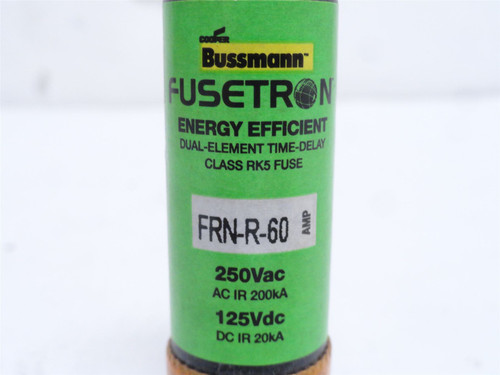 COOPER
Bussmann™
FUSETRON
ENERGY EFFICIENT
DUAL-ELEMENT TIME-DELAY
CLASS RK5 FUSE
FRN-R-60 AMP
250Vac
AC IR 200kA
125Vdc
DC IR 20kA